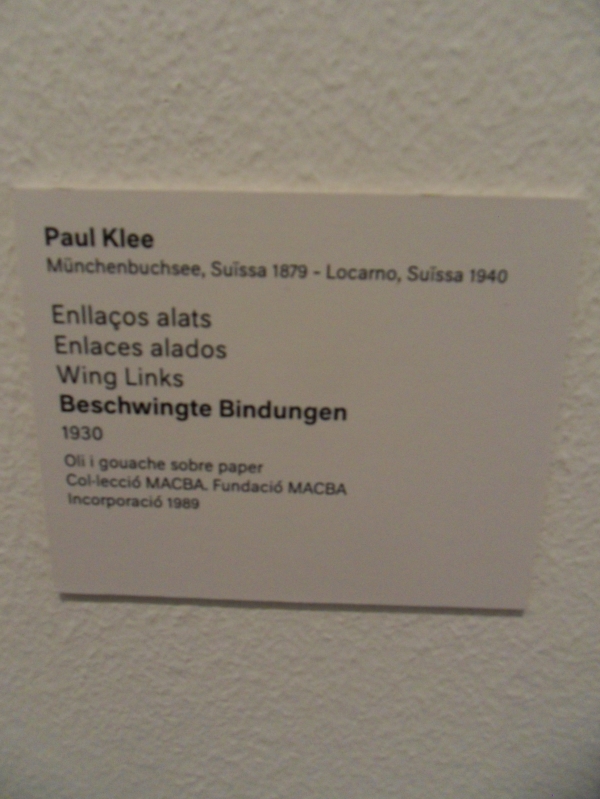 Paul Klee
Münchenbuchsee, Suïssa 1879 - Locarno, Suïssa 1940
Enllaços alats
Enlaces alados
Wing Links
Beschwingte Bindungen
1930
Oli i gouache sobre paper
Col·lecció MACBA. Fundació MACBA
Incorporació 1989